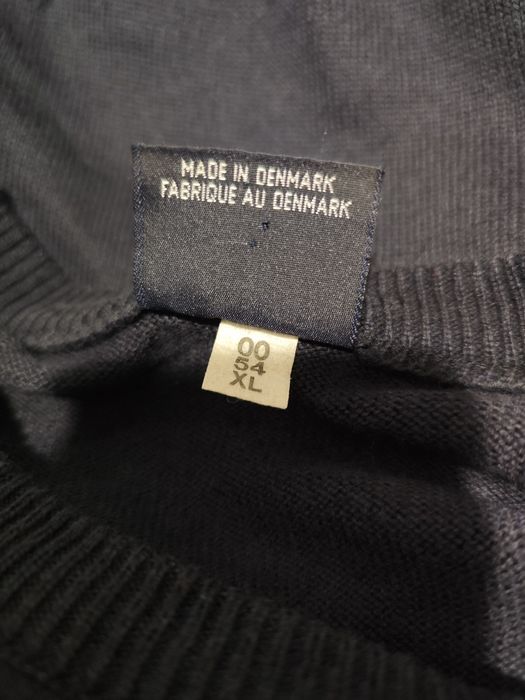 MADE IN DENMARK
FABRIQUE AU DENMARK
00
54
XL